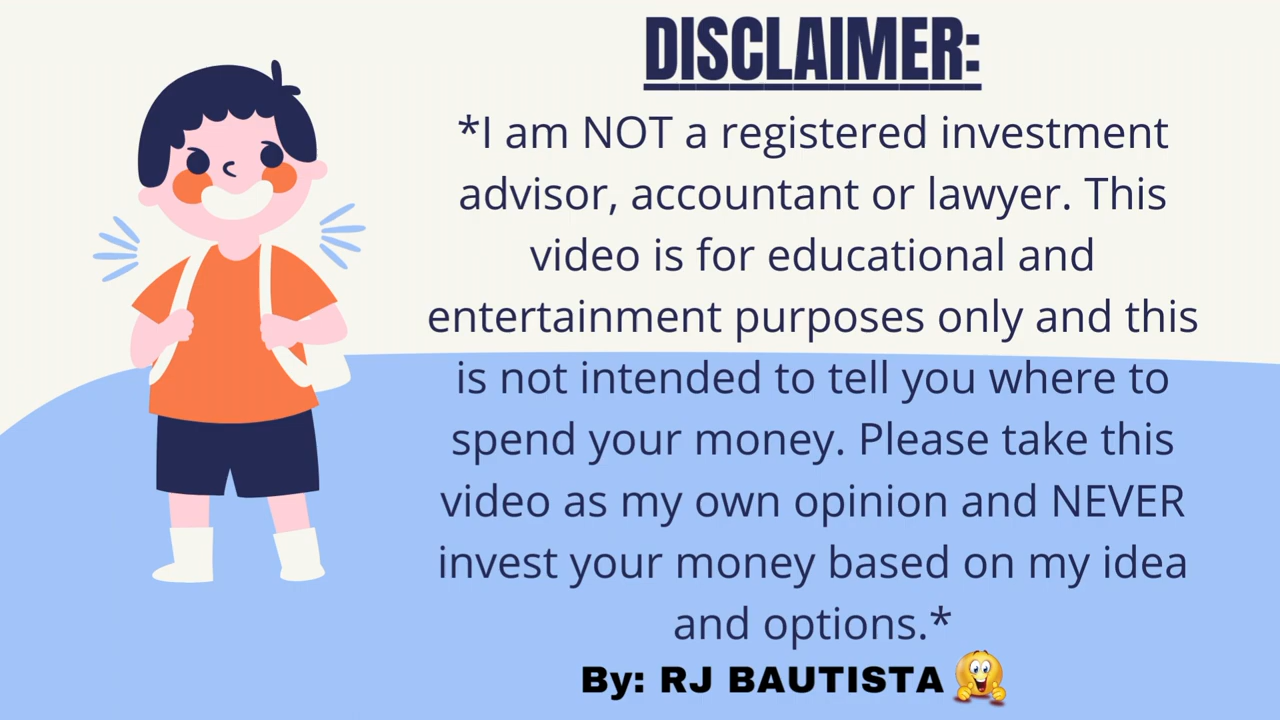 DISCLAIMER:
*I am NOT a registered investment
advisor, accountant or lawyer. This
video is for educational and
entertainment purposes only and this
is not intended to tell you where to
spend your money. Please take this
video as my own opinion and NEVER
invest your money based on my idea
and options.*
By: RJ BAUTISTA